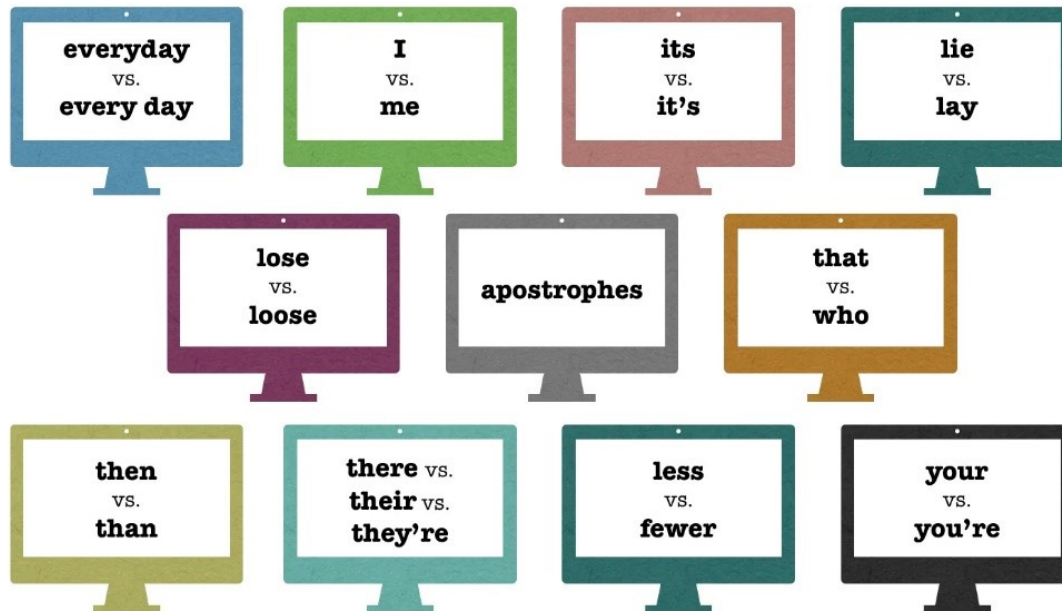 everyday
vs.
every day
I
vs.
me
its
vs.
it’s
lie
vs.
lay
lose
vs.
loose
apostrophes
that
vs.
who
then
vs.
than
there vs.
their vs.
they’re
less
vs.
fewer
your
vs.
you’re